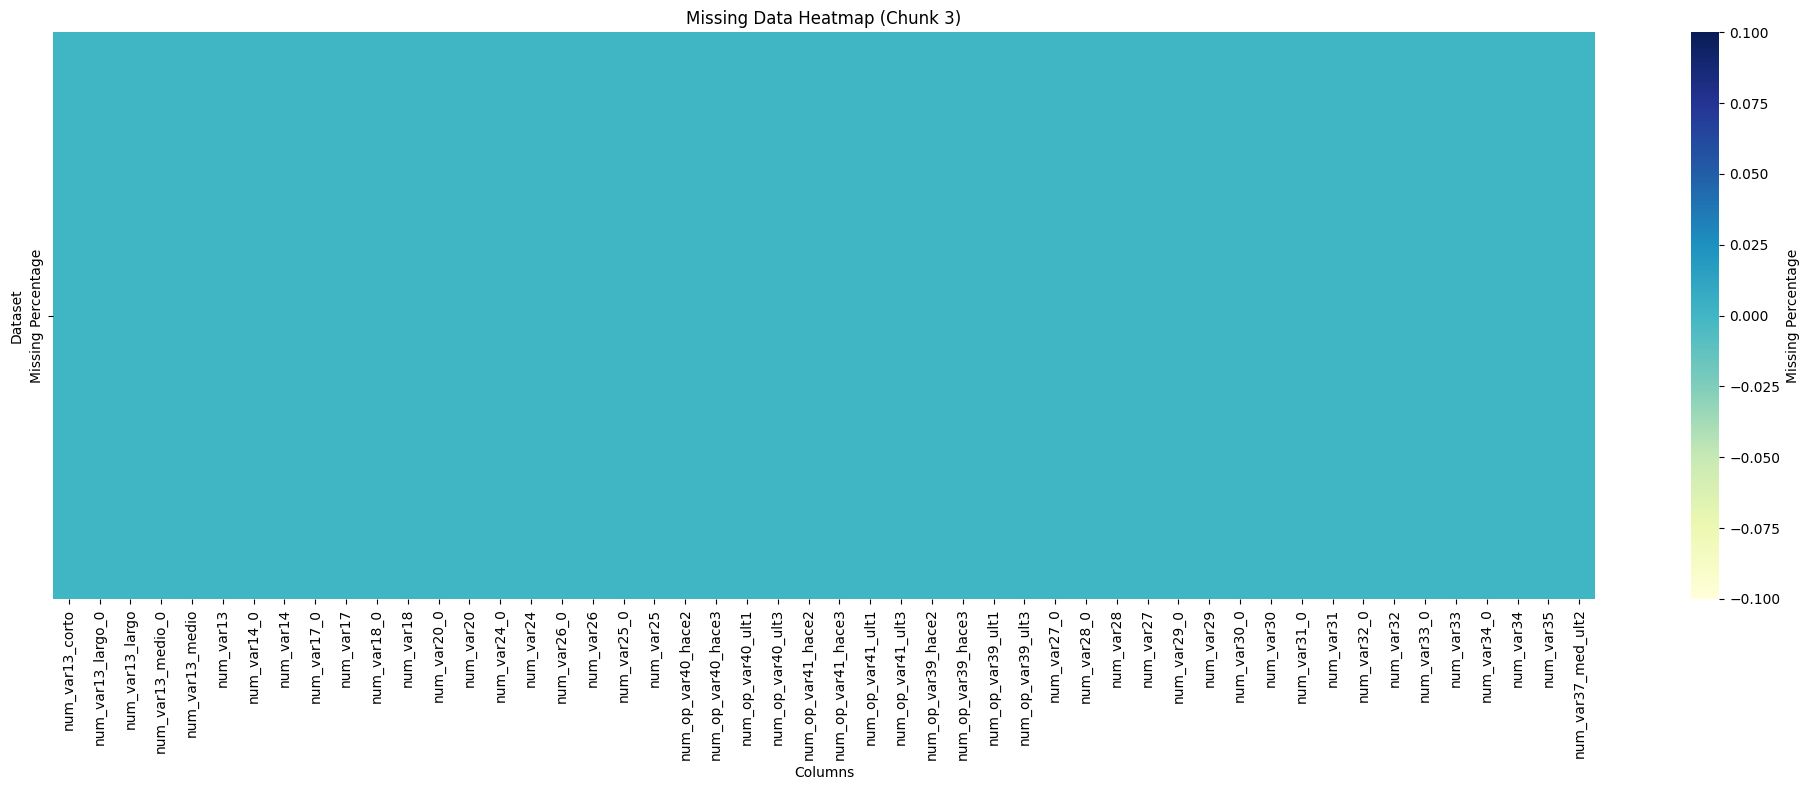 Missing Data Heatmap (Chunk 3)
Dataset
Missing Percentage
num_var13_corto
num_var13_largo_0
num_var13_largo
num_var13_medio_0
num_var13_medio
num_var13
num_var14_0
num_var14
num_var17_0
num_var17
num_var18_0
num_var18
num_var20_0
num_var20
num_var24_0
num_var24
num_var26_0
num_var26
num_var25_0
num_var25
num_op_var40_hace2
num_op_var40_hace3
num_op_var40_ult1
num_op_var40_ult3
num_op_var41_hace2
num_op_var41_hace3
num_op_var41_ult1
num_op_var41_ult3
num_op_var39_hace2
num_op_var39_hace3
num_op_var39_ult1
num_op_var39_ult3
num_var27_0
num_var28_0
num_var28
num_var27
num_var29_0
num_var29
num_var30_0
num_var30
num_var31_0
num_var31
num_var32_0
num_var32
num_var33_0
num_var33
num_var34_0
num_var34
num_var35
num_var37_med_ult2
Columns
0.100
0.075
0.050
0.025
0.000
−0.025
−0.050
−0.075
−0.100
Missing Percentage